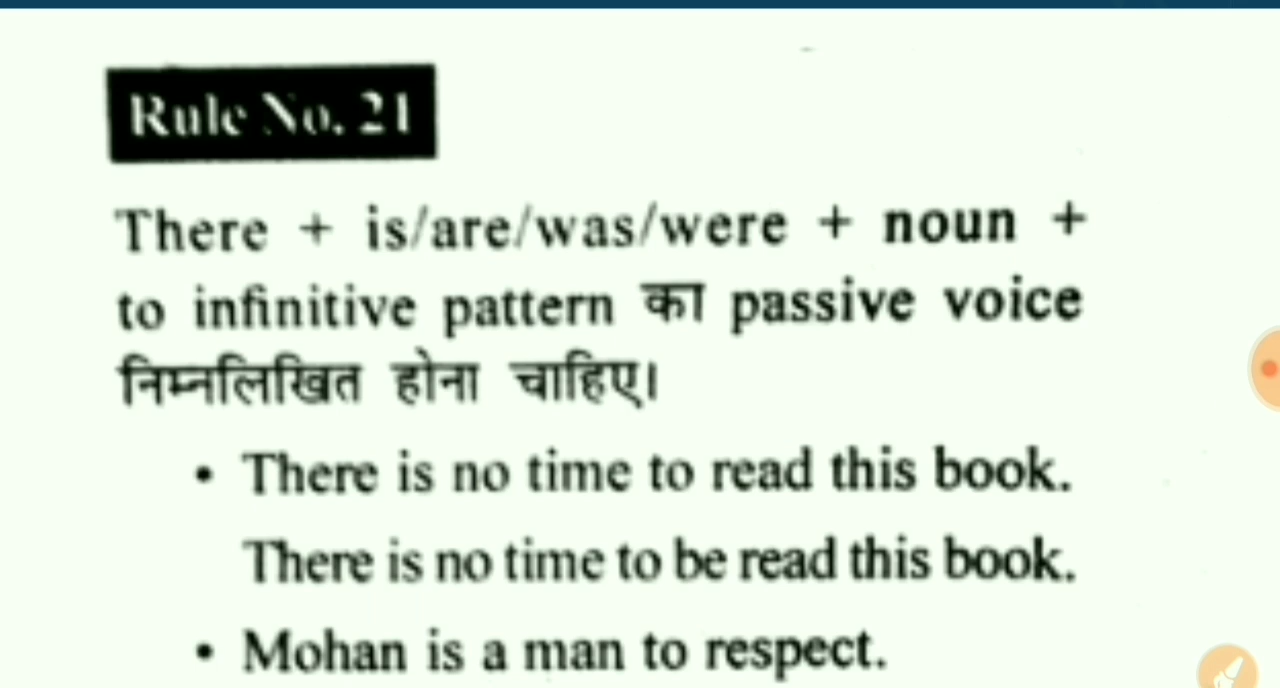 Rule No. 21
There + is/are/was/were + noun +
to infinitive pattern का passive voice
निम्नलिखित होना चाहिए।
• There is no time to read this book.
There is no time to be read this book.
• Mohan is a man to respect.